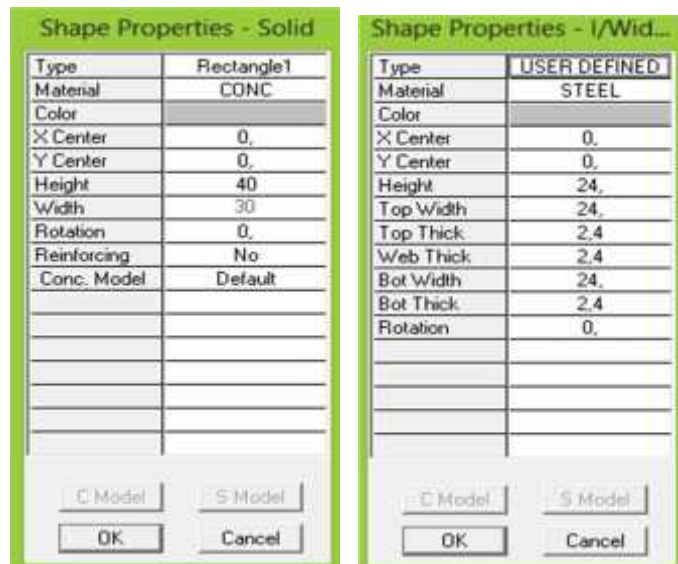 Shape Properties - Solid
Type Rectangle1
Material CONC
Color
X Center 0,
Y Center 0,
Height 40
Width 30
Rotation 0,
Reinforcing No
Conc. Model Default
C Model S Model
OK Cancel
Shape Properties - I/Wid...
Type USER DEFINED
Material STEEL
Color
X Center 0,
Y Center 0,
Height 24,
Top Width 24,
Top Thick 2,4
Web Thick 2,4
Bot Width 24,
Bot Thick 2,4
Rotation 0,
C Model S Model
OK Cancel